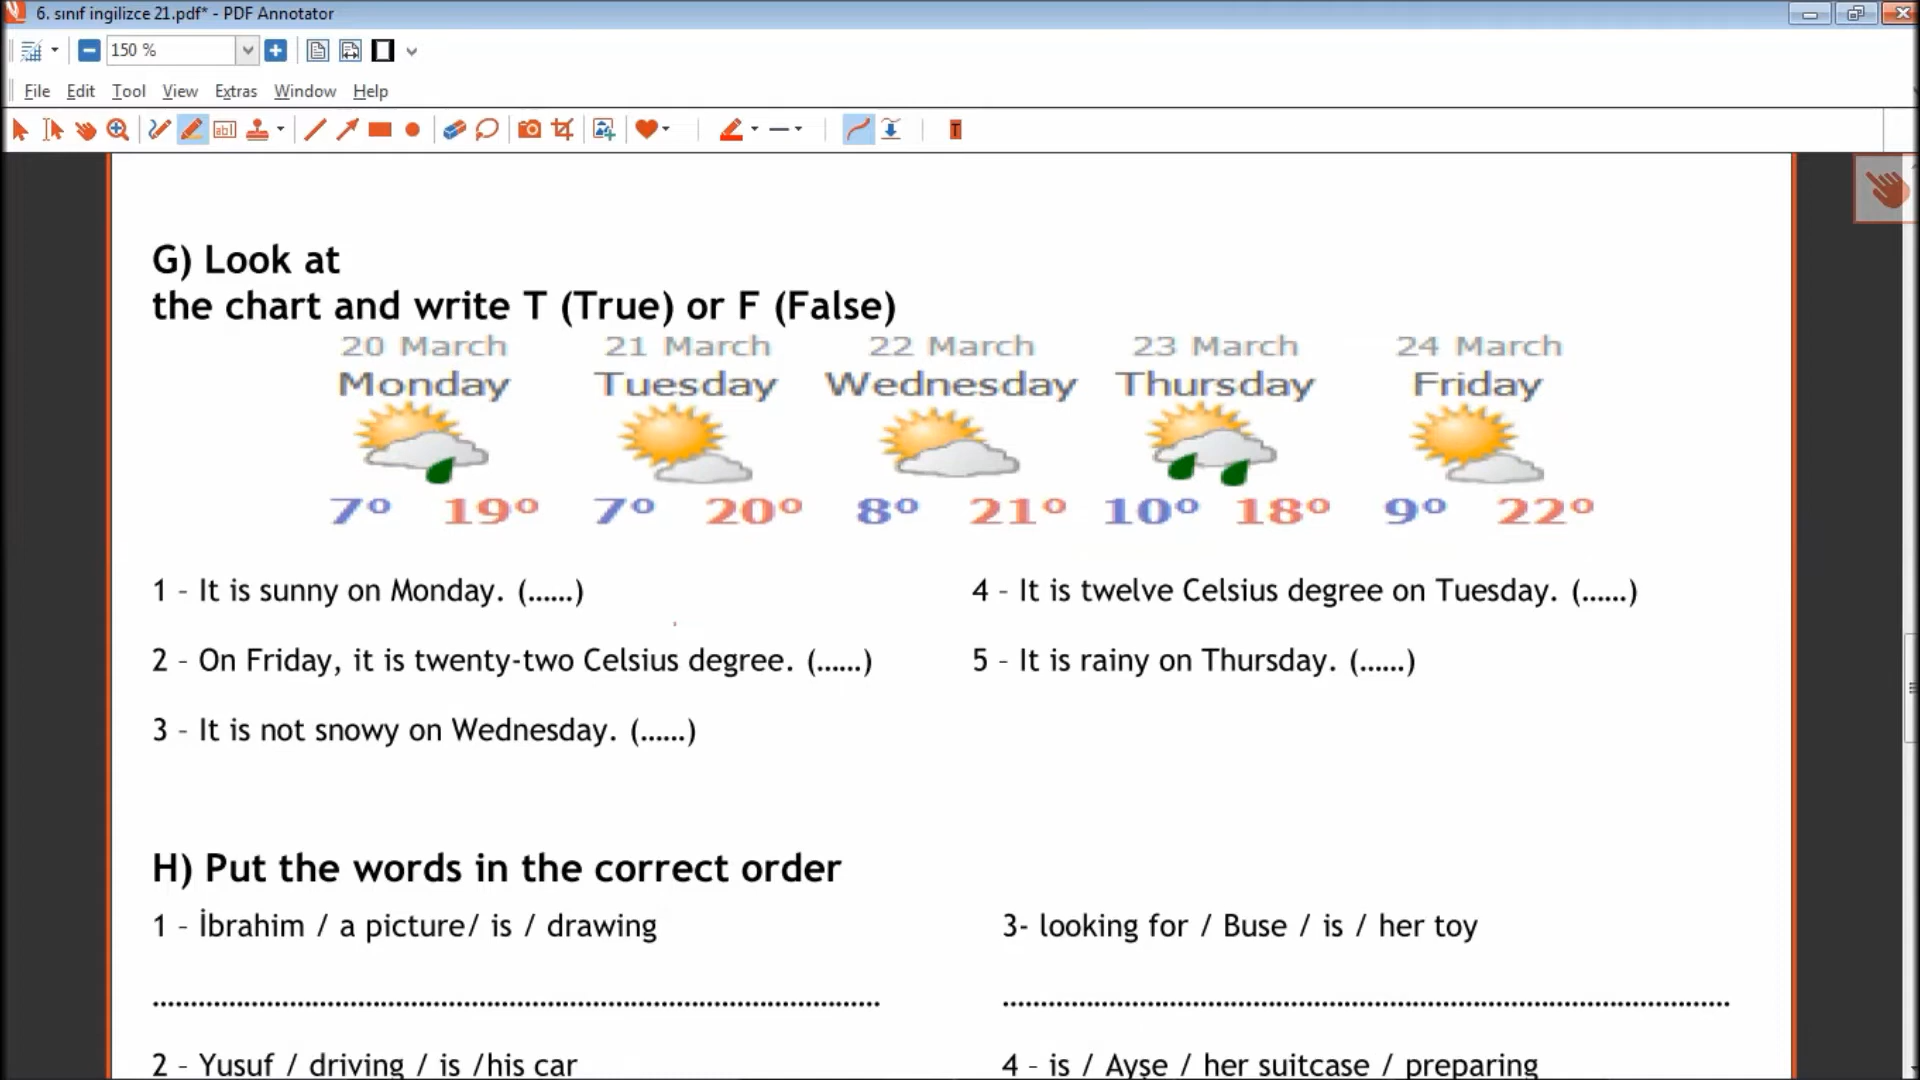 6. sınıf ingilizce 21.pdf* - PDF Annotator
150 %
File Edit Tool View Extras Window Help
G) Look at
the chart and write T (True) or F (False)
20 March 21 March 22 March 23 March 24 March
Monday Tuesday Wednesday Thursday Friday
7° 19° 7° 20° 8° 21° 10° 18° 9° 22°
1 - It is sunny on Monday. (......)
2 - On Friday, it is twenty-two Celsius degree. (......)
3 - It is not snowy on Wednesday. (......)
4 - It is twelve Celsius degree on Tuesday. (......)
5 - It is rainy on Thursday. (......)
H) Put the words in the correct order
1 - İbrahim / a picture/ is / drawing
3- looking for / Buse / is / her toy
2 - Yusuf / driving / is /his car
4 - is / Ayşe / her suitcase / preparing